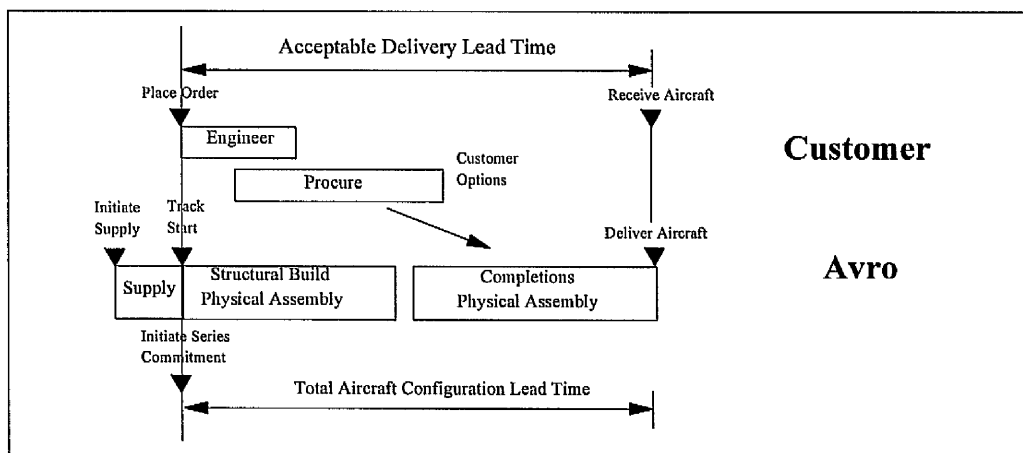 Acceptable Delivery Lead Time
Place Order
Receive Aircraft
Engineer
Customer
Procure
Customer
Options
Initiate
Supply
Track
Start
Deliver Aircraft
Avro
Supply
Structural Build
Physical Assembly
Completions
Physical Assembly
Initiate Series
Commitment
Total Aircraft Configuration Lead Time